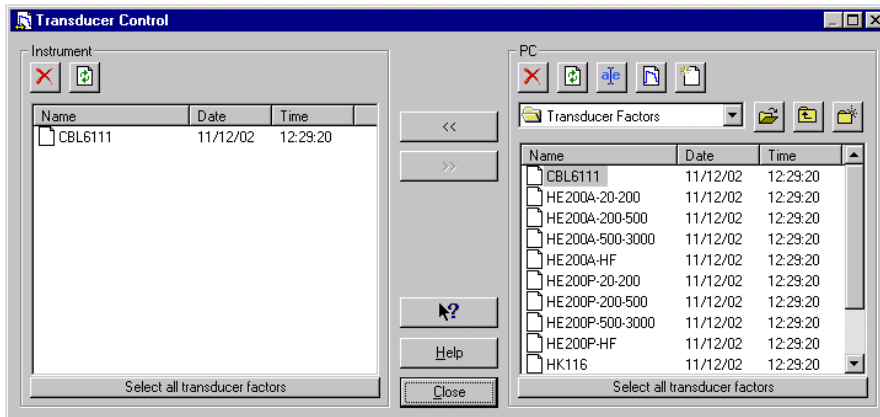 Transducer Control
Instrument
Name Date Time
CBL6111 11/12/02 12:29:20
Select all transducer factors
<<
>>
?
Help
Close
PC
a|e
Transducer Factors
Name Date Time
CBL6111 11/12/02 12:29:20
HE200A-20-200 11/12/02 12:29:20
HE200A-200-500 11/12/02 12:29:20
HE200A-500-3000 11/12/02 12:29:20
HE200A-HF 11/12/02 12:29:20
HE200P-20-200 11/12/02 12:29:20
HE200P-200-500 11/12/02 12:29:20
HE200P-500-3000 11/12/02 12:29:20
HE200P-HF 11/12/02 12:29:20
HK116 11/12/02 12:29:20
Select all transducer factors